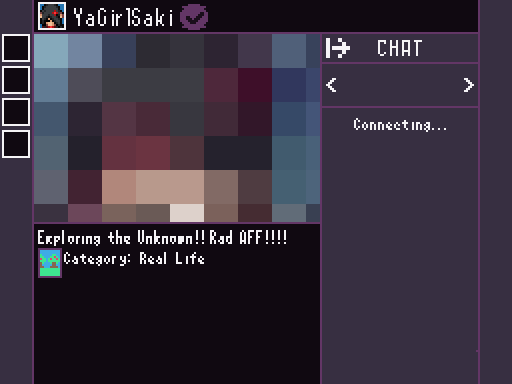 YaGirlSaki
CHAT
Connecting...
Exploring the Unknown!! Rad AFF!!!!
Category: Real Life